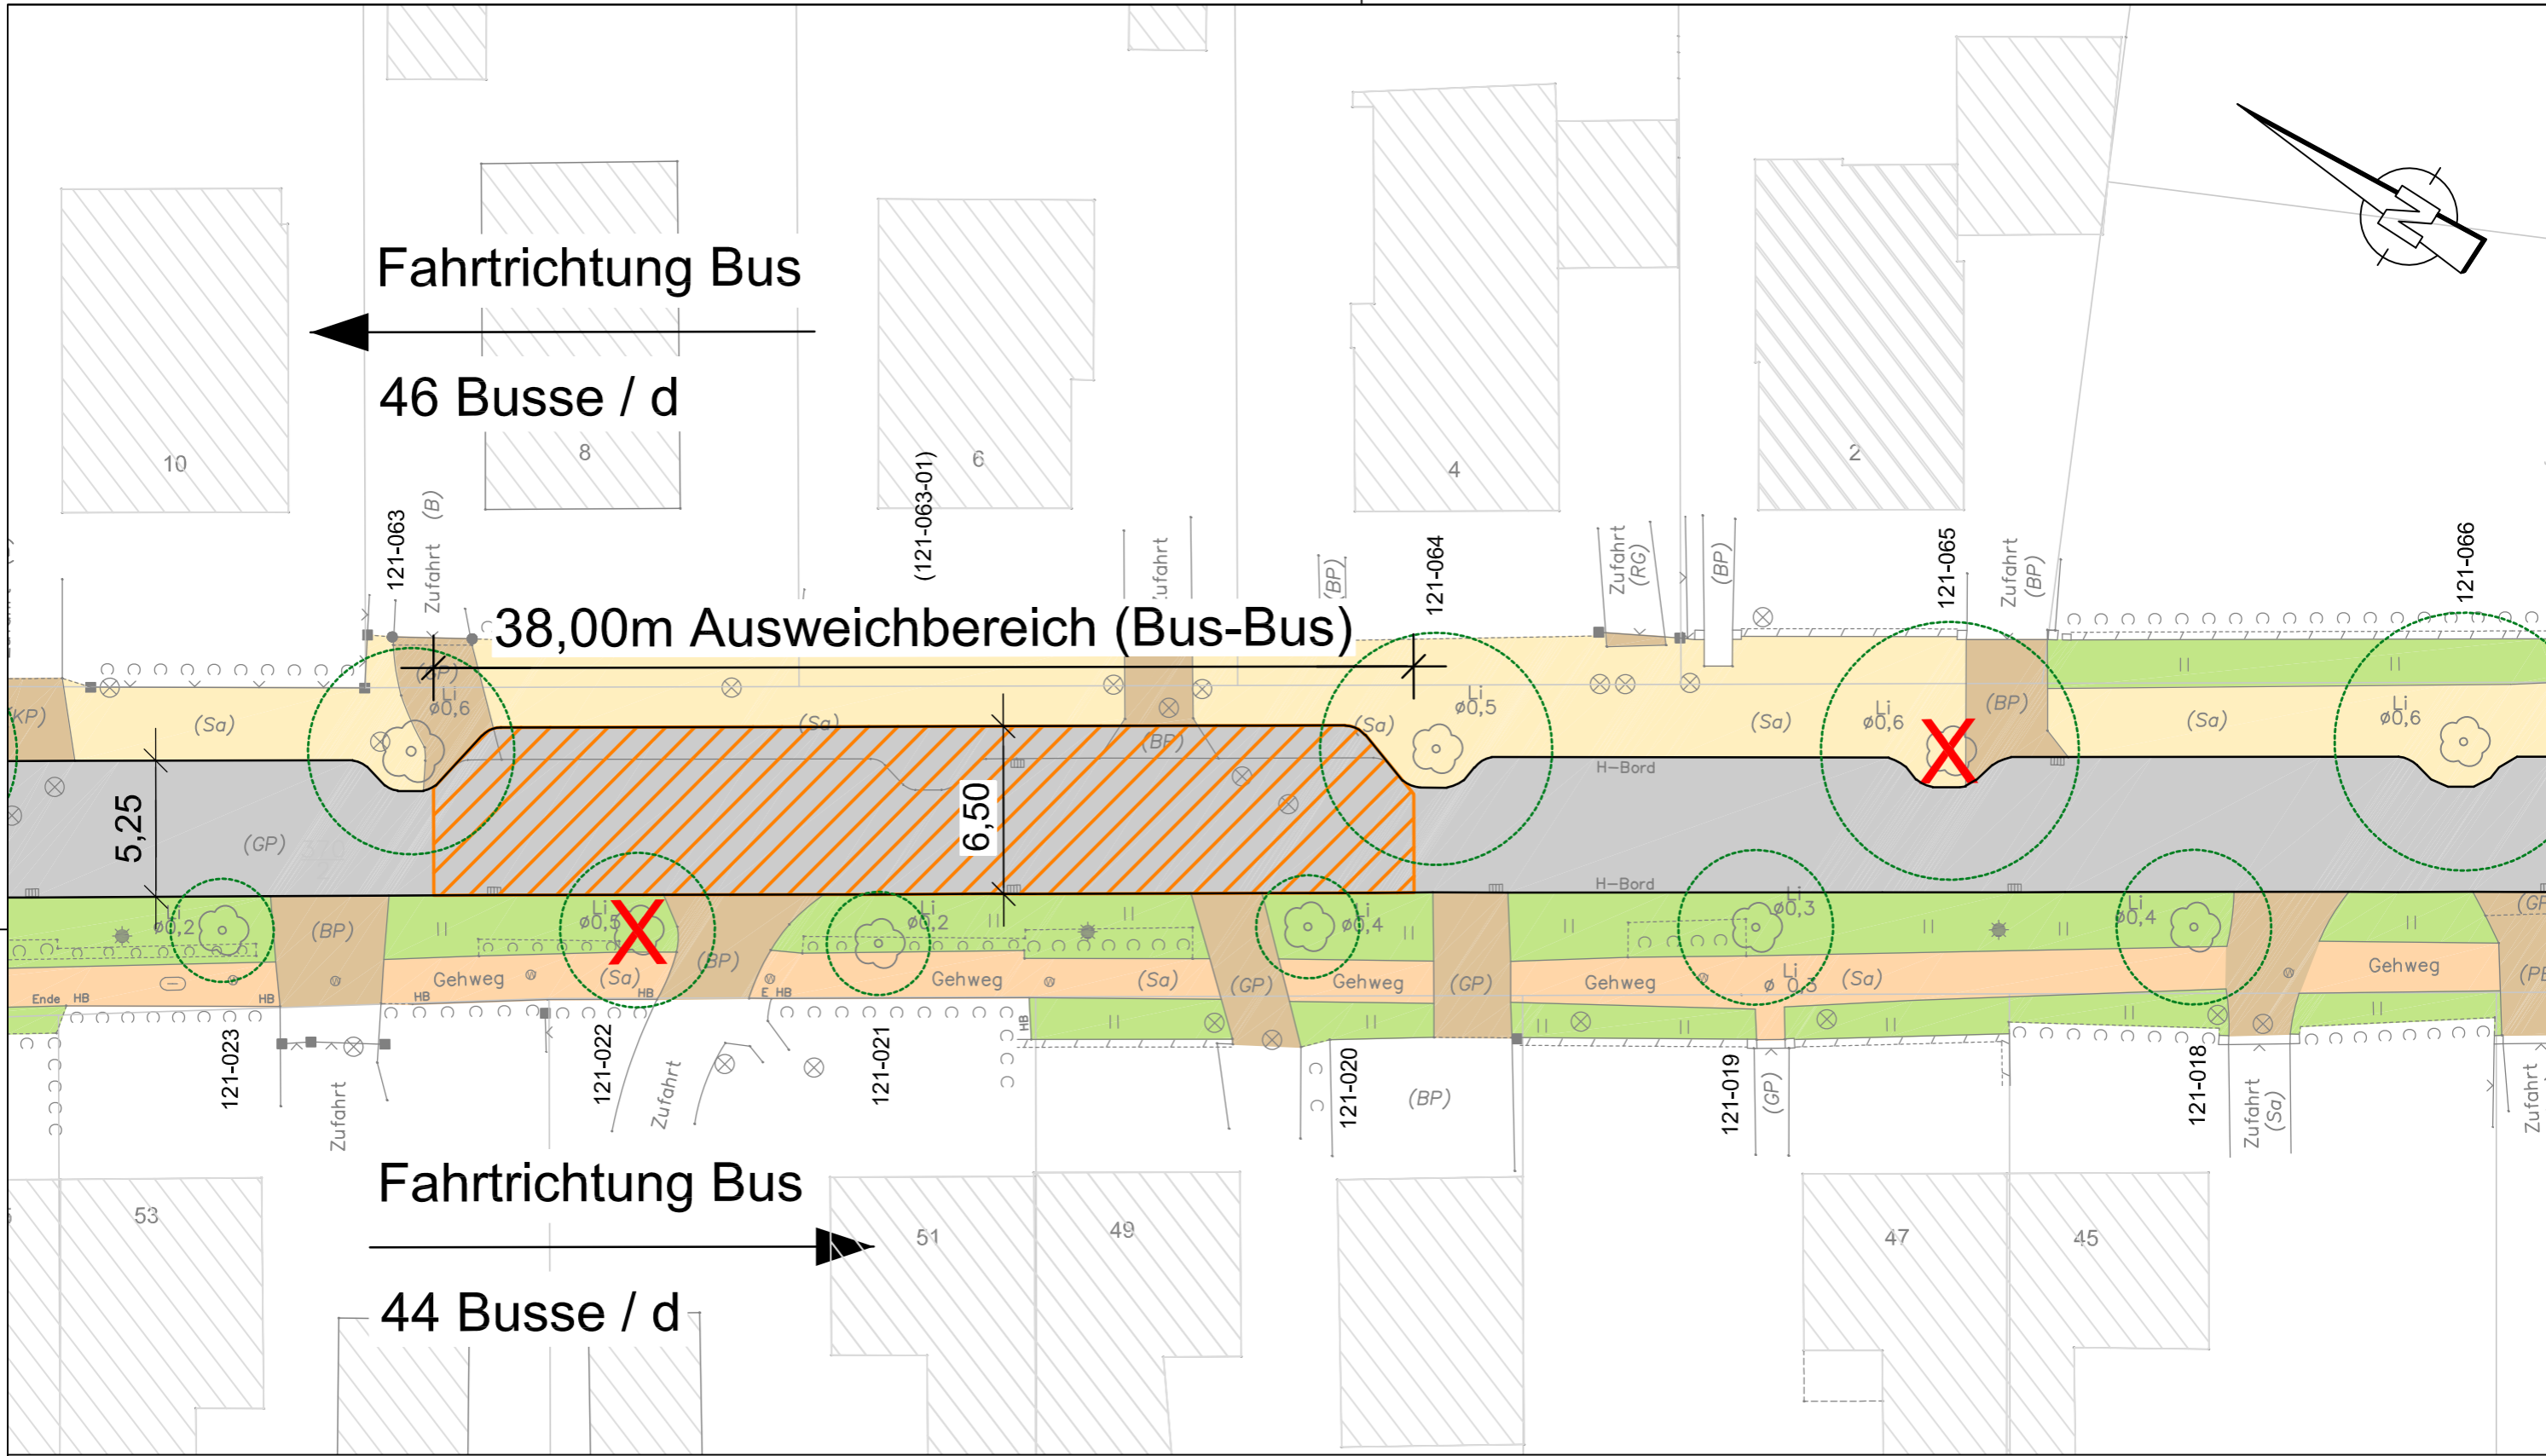 Fahrtrichtung Bus
46 Busse / d
10
8
6
4
2
N
121-063
Zufahrt (B)
(121-063-01)
(BP)
121-064
Zufahrt
(RG)
(BP)
121-065
Zufahrt
(BP)
121-066
38,00m Ausweichbereich (Bus-Bus)
(Sa)
Li
ø0,6
(Sa)
(BP)
(Sa)
Li
ø0,5
(Sa)
Li
ø0,6
X
(BP)
(Sa)
Li
ø0,6
5,25
(GP)
6,50
H-Bord
H-Bord
Li
ø0,2
(BP)
Li
ø0,5
X
(BP)
Li
ø0,2
Li
ø0,4
Li
ø0,3
Li
ø0,4
Ende HB
HB
HB
Gehweg
(Sa)
HB
E HB
Gehweg
(Sa)
(GP)
Gehweg
(GP)
Gehweg
Li
ø 0,3
(Sa)
Gehweg
HB
121-023
Zufahrt
121-022
Zufahrt
121-021
121-020
(BP)
121-019
(GP)
121-018
Zufahrt
(Sa)
Zufahrt
Fahrtrichtung Bus
44 Busse / d
53
51
49
47
45